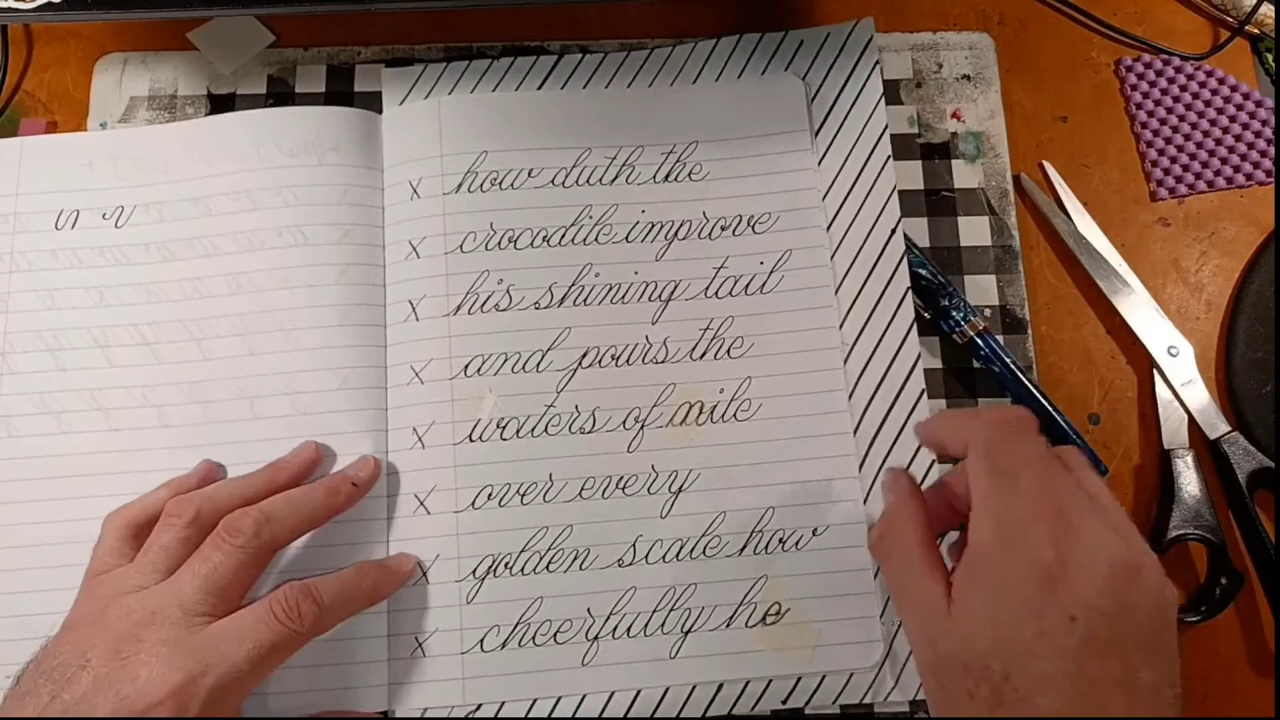 how duth the
x
crocodile improve
x
his shining tail
x
and pours the
x
waters of nile
x
over every
x
golden scale how
x
cheerfully he
x